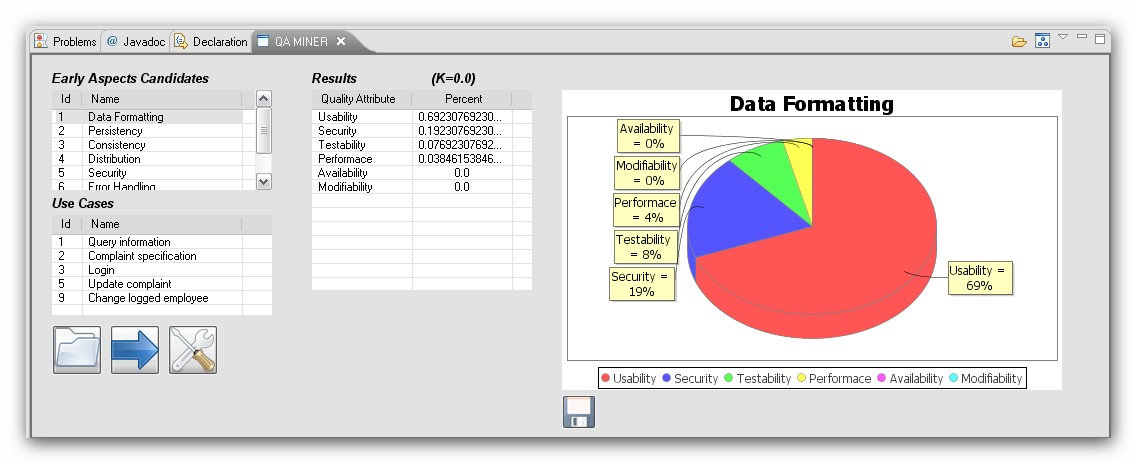 Problems @ Javadoc Declaration QA MINER
Early Aspects Candidates
Id Name
1 Data Formatting
2 Persistency
3 Consistency
4 Distribution
5 Security
6 Error Handling
Use Cases
Id Name
1 Query information
2 Complaint specification
3 Login
5 Update complaint
9 Change logged employee
Results (K=0.0)
Quality Attribute Percent
Usability 0.69230769230...
Security 0.19230769230...
Testability 0.07692307692...
Performace 0.03846153846...
Availability 0.0
Modifiability 0.0
Data Formatting
Availability
= 0%
Modifiability
= 0%
Performace
= 4%
Testability
= 8%
Security =
19%
Usability =
69%
Usability Security Testability Performace Availability Modifiability